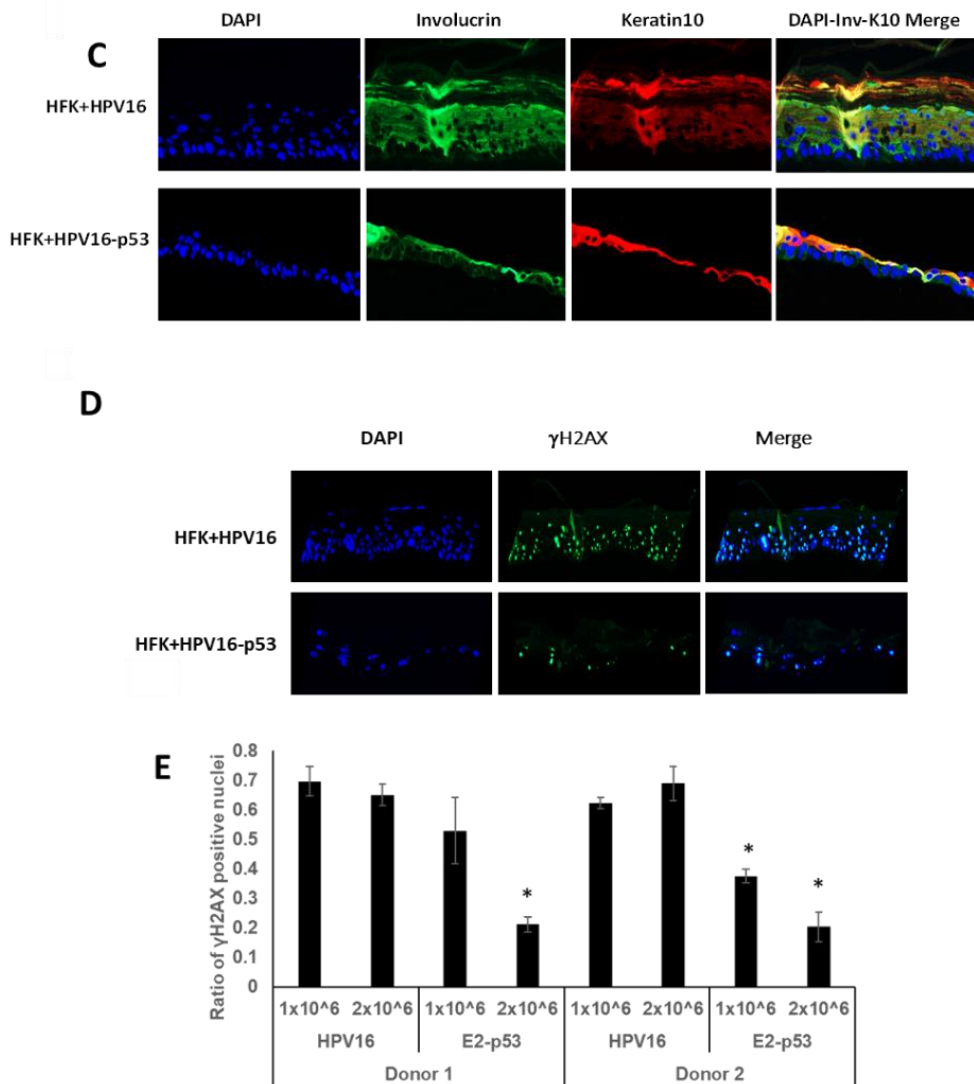 DAPI Involucrin Keratin10 DAPI-Inv-K10 Merge
C
HFK+HPV16
HFK+HPV16-p53
D
DAPI γH2AX Merge
HFK+HPV16
HFK+HPV16-p53
E
Ratio of γH2AX positive nuclei
0.8
0.7
0.6
0.5
0.4
0.3
0.2
0.1
0
* * *
1x10^6 2x10^6 1x10^6 2x10^6 1x10^6 2x10^6 1x10^6 2x10^6
HPV16 E2-p53 HPV16 E2-p53
Donor 1 Donor 2